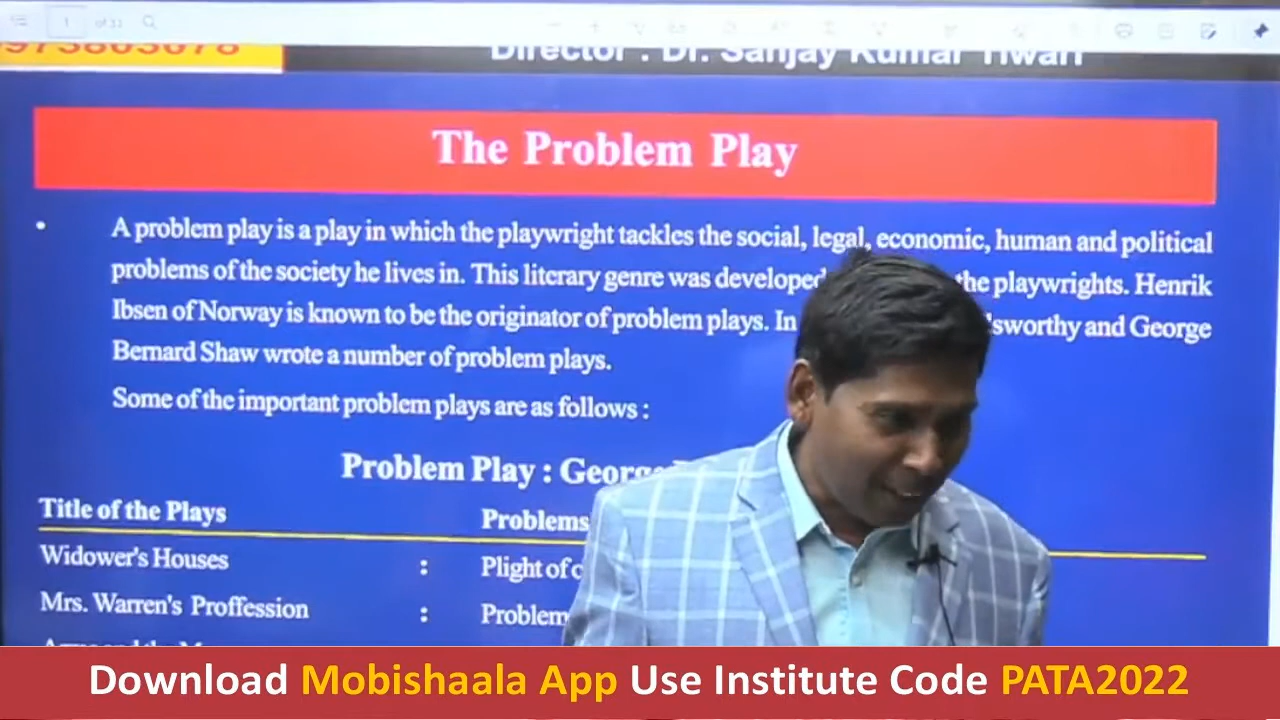 1 of 11
Director : Dr. Sanjay Kumar Tiwari
The Problem Play
• A problem play is a play in which the playwright tackles the social, legal, economic, human and political
problems of the society he lives in. This literary genre was developed the playwrights. Henrik
Ibsen of Norway is known to be the originator of problem plays. In 'sworthy and George
Bernard Shaw wrote a number of problem plays.
Some of the important problem plays are as follows :
Problem Play : George
Title of the Plays Problems
Widower's Houses : Plight of
Mrs. Warren's Proffession : Problem
Download Mobishaala App Use Institute Code PATA2022